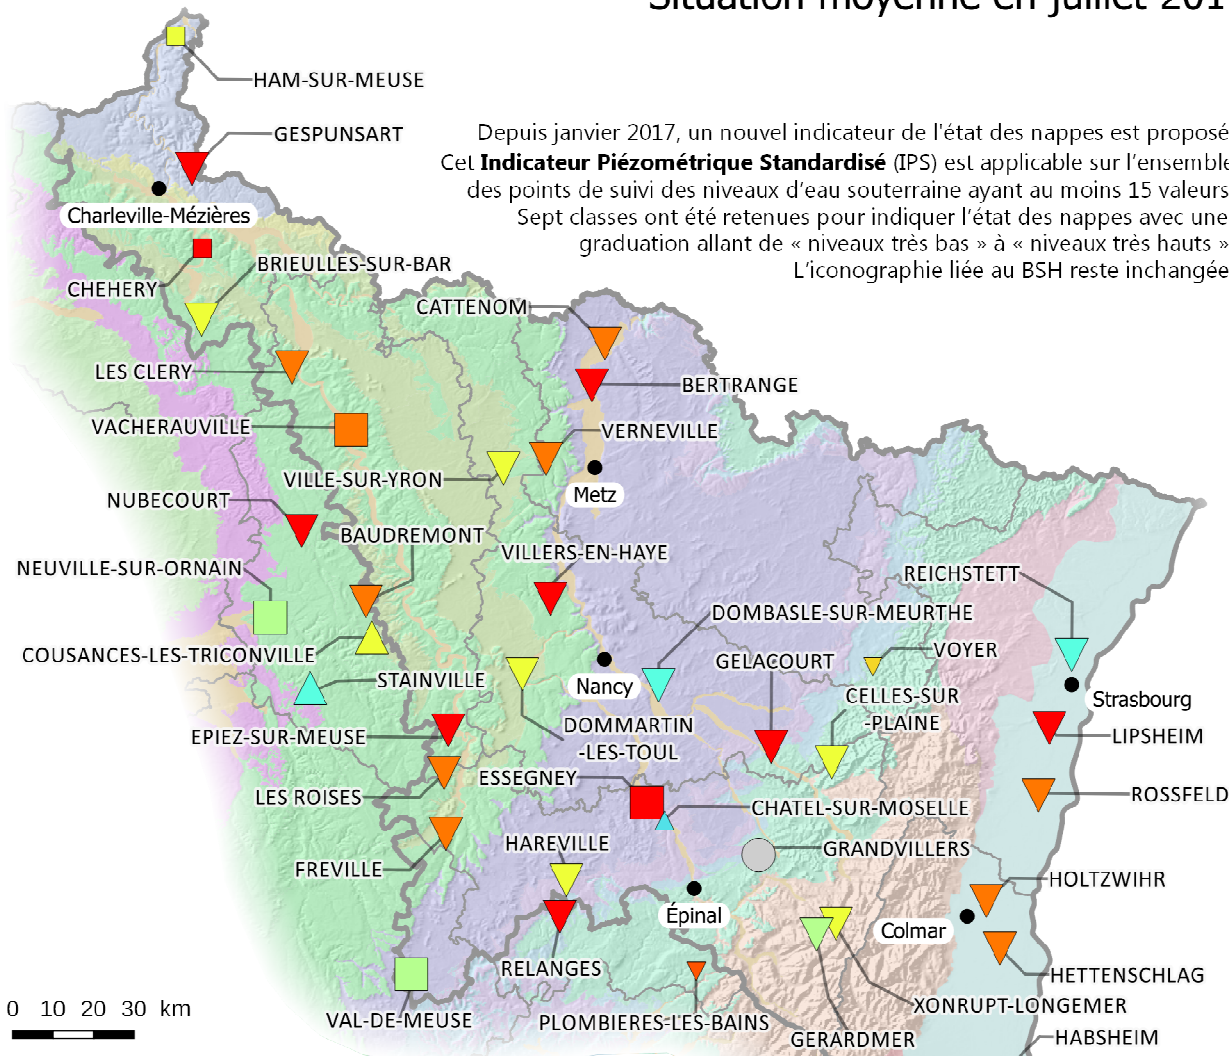 Situation moyenne en juillet 201
HAM-SUR-MEUSE
GESPUNSART
Depuis janvier 2017, un nouvel indicateur de l'état des nappes est proposé
Cet Indicateur Piézométrique Standardisé (IPS) est applicable sur l'ensemble
des points de suivi des niveaux d'eau souterraine ayant au moins 15 valeurs
Sept classes ont été retenues pour indiquer l'état des nappes avec une
graduation allant de « niveaux très bas » à « niveaux très hauts »
L'iconographie liée au BSH reste inchangée
Charleville-Mézières
BRIEULLES-SUR-BAR
CHEHERY
CATTENOM
LES CLERY
BERTRANGE
VACHERAUVILLE
VERNEVILLE
VILLE-SUR-YRON
Metz
NUBECOURT
BAUDREMONT
VILLERS-EN-HAYE
NEUVILLE-SUR-ORNAIN
REICHSTETT
DOMBASLE-SUR-MEURTHE
COUSANCES-LES-TRICONVILLE
GELACOURT
VOYER
STAINVILLE
Nancy
CELLES-SUR
-PLAINE
Strasbourg
DOMMARTIN
-LES-TOUL
EPIEZ-SUR-MEUSE
LIPSHEIM
ESSEGNEY
LES ROISES
ROSSFELD
CHATEL-SUR-MOSELLE
HAREVILLE
GRANDVILLERS
FREVILLE
HOLTZWIHR
Épinal
Colmar
RELANGES
HETTENSCHLAG
0 10 20 30 km
XONRUPT-LONGEMER
VAL-DE-MEUSE
PLOMBIERES-LES-BAINS
GERARDMER
HABSHEIM